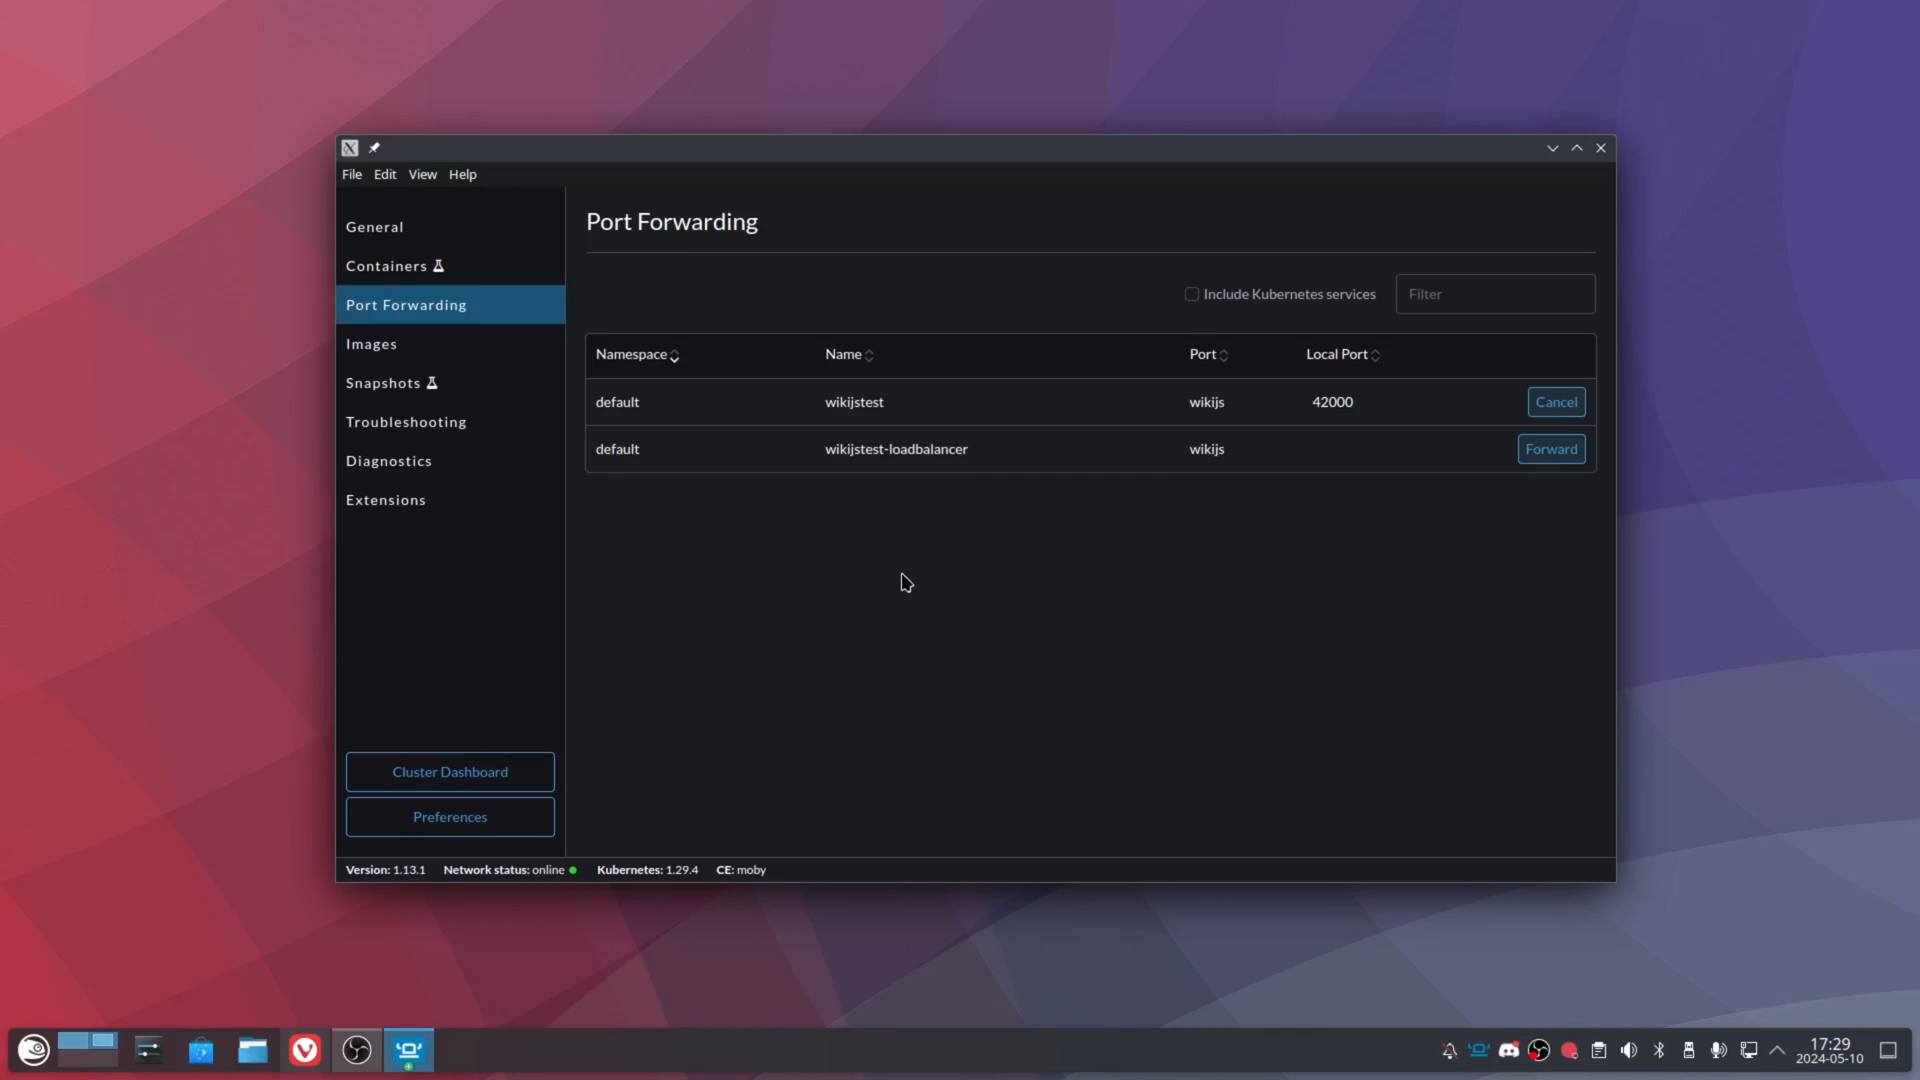 File Edit View Help
General
Containers
Port Forwarding
Images
Snapshots
Troubleshooting
Diagnostics
Extensions
Cluster Dashboard
Preferences
Port Forwarding
Include Kubernetes services Filter
Namespace Name Port Local Port
default wikijstest wikijs 42000 Cancel
default wikijstest-loadbalancer wikijs Forward
Version: 1.13.1 Network status: online Kubernetes: 1.29.4 CE: moby
17:29
2024-05-10